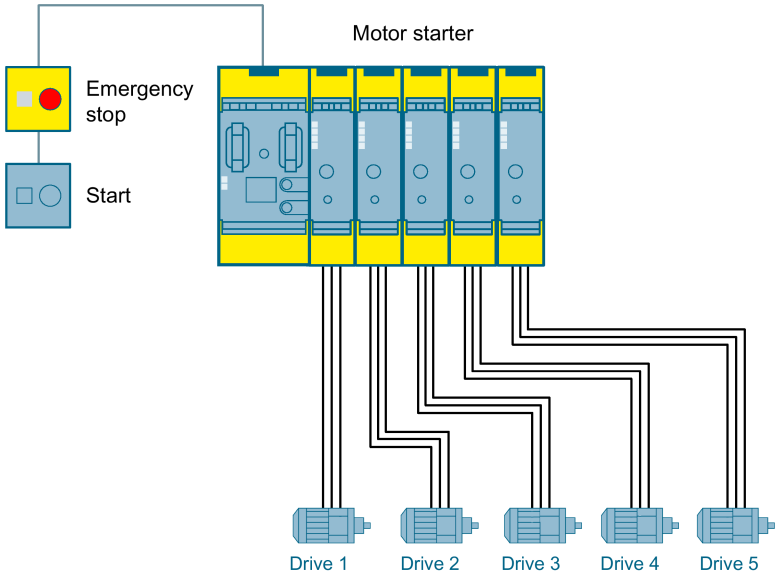 Motor starter
Emergency
stop
Start
Drive 1
Drive 2
Drive 3
Drive 4
Drive 5